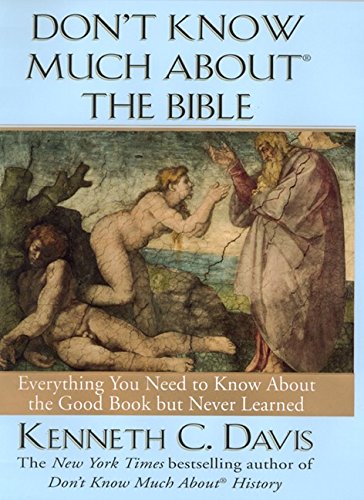 DON'T KNOW
MUCH ABOUT®
THE BIBLE
Everything You Need to Know About
the Good Book but Never Learned
KENNETH C. DAVIS
The New York Times bestselling author of
Don't Know Much About® History